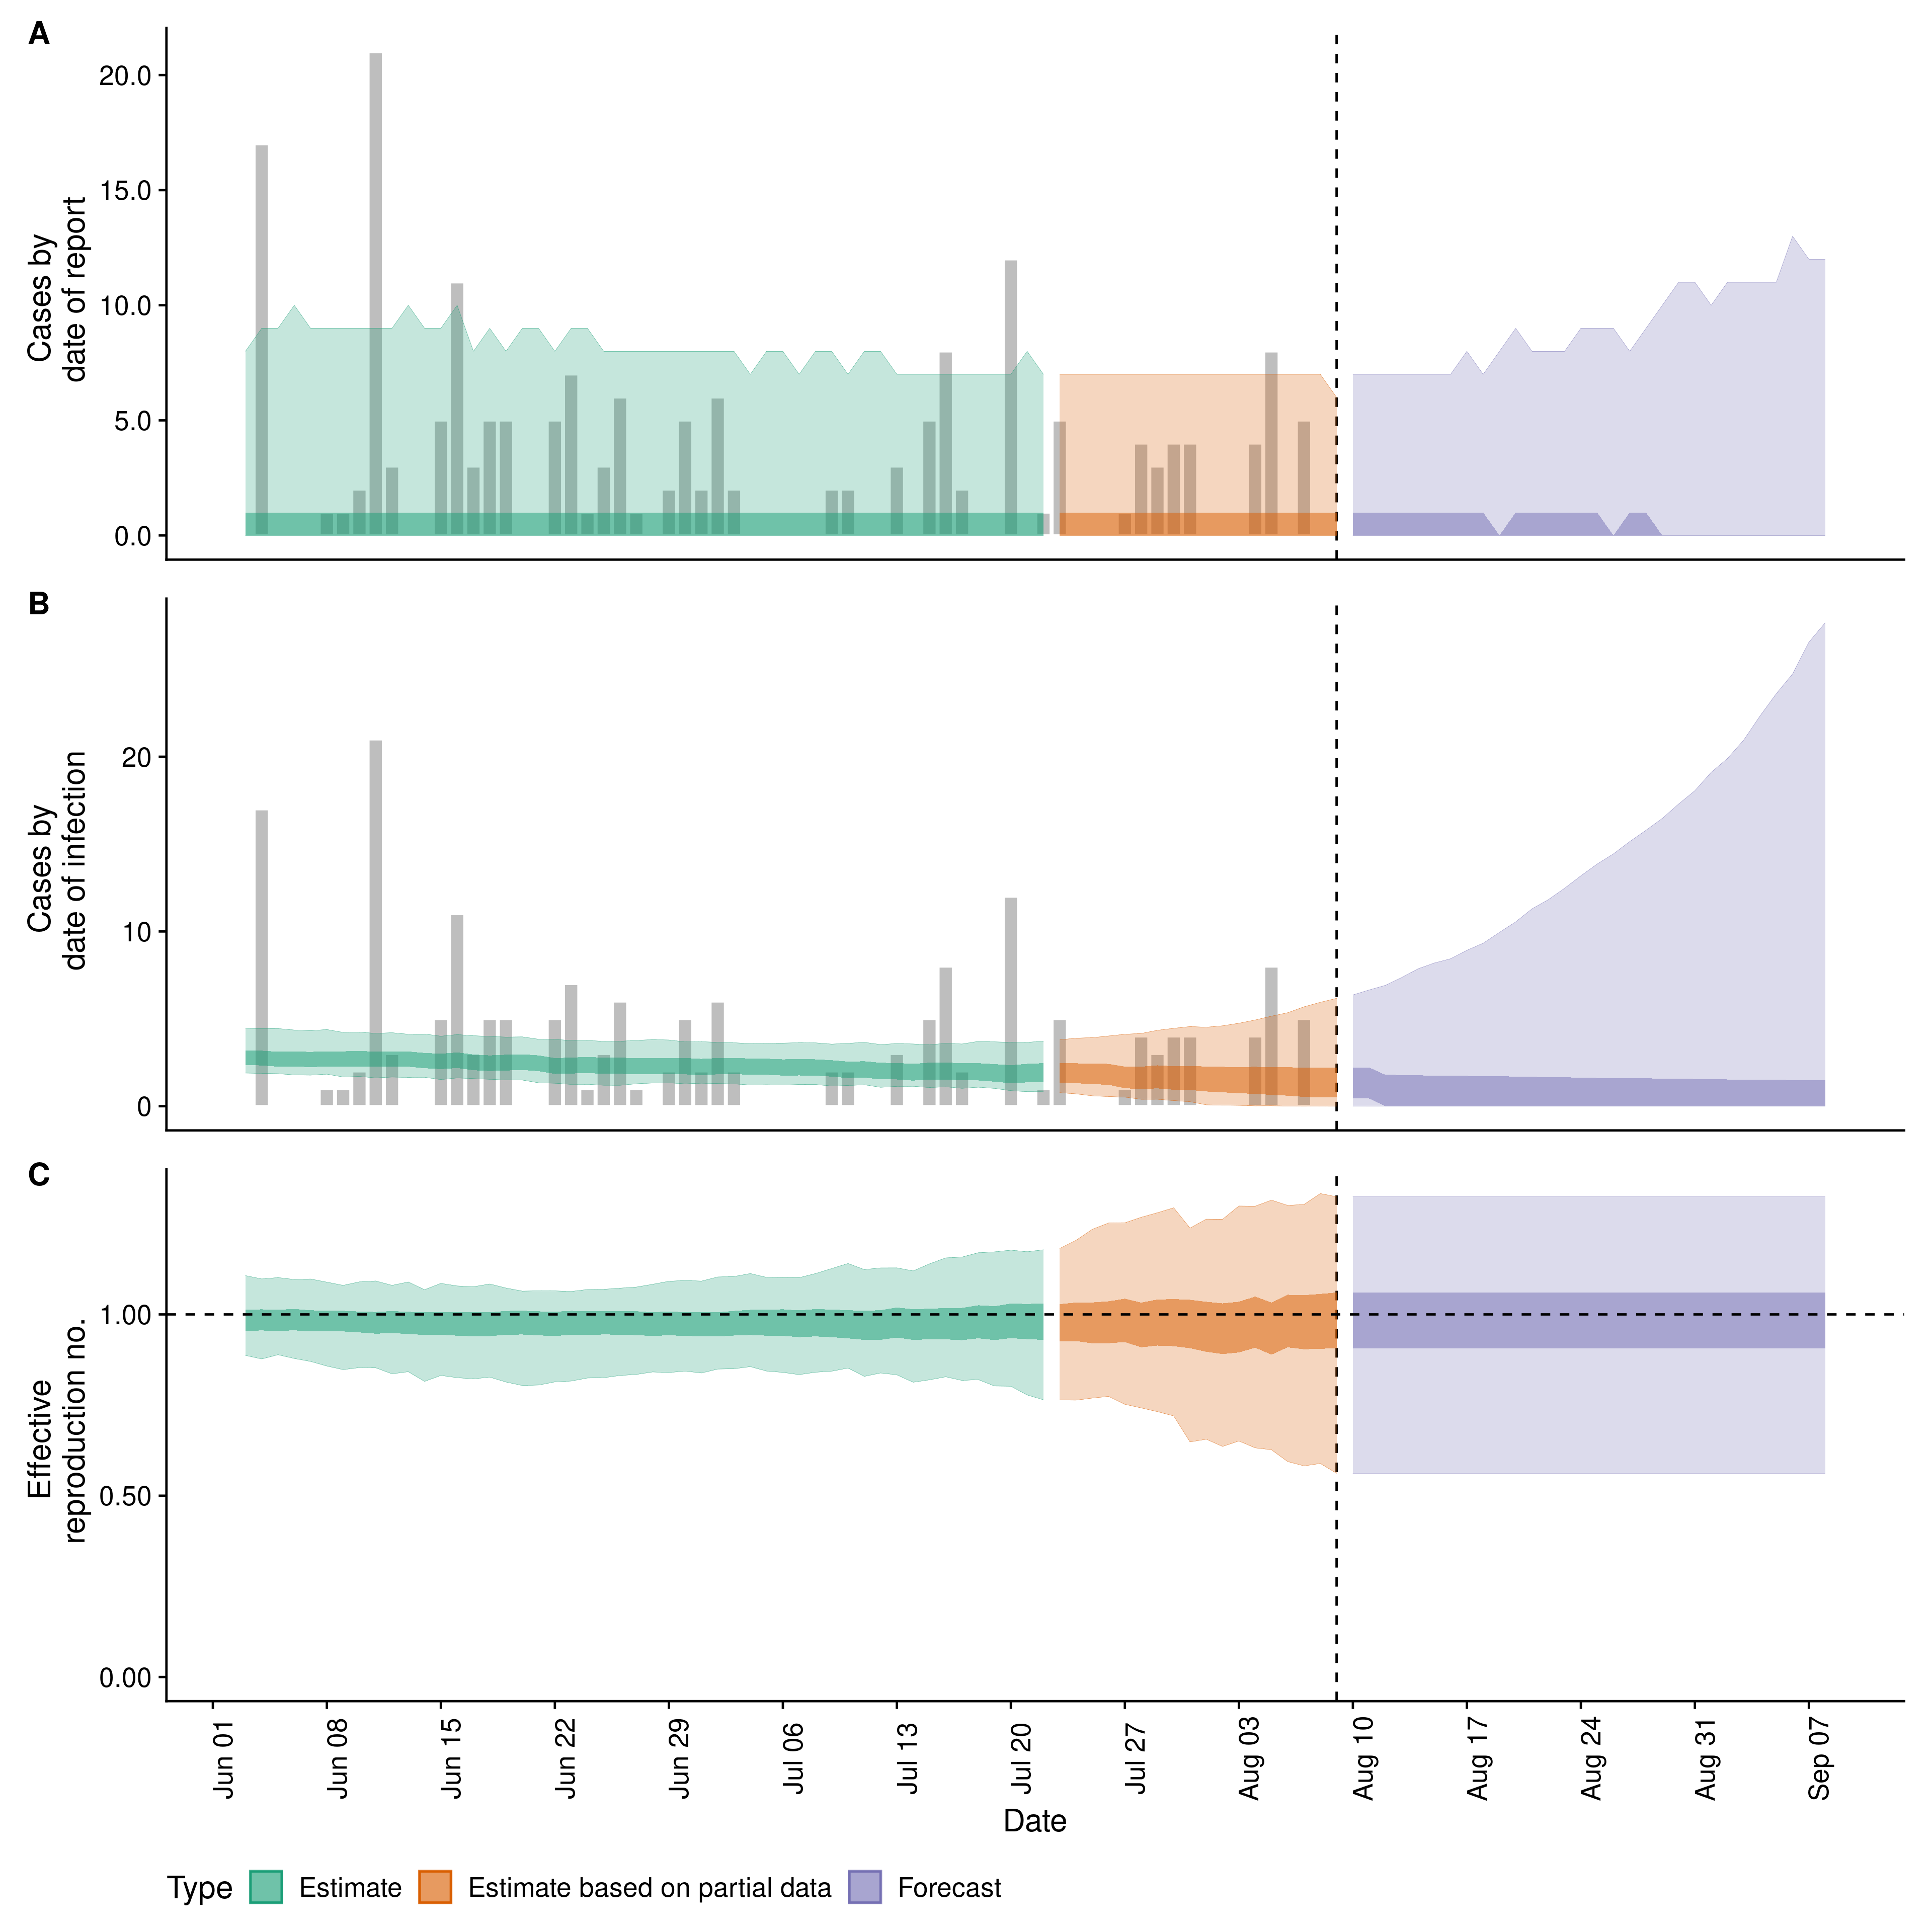 A
Cases by
date of report
20.0
15.0
10.0
5.0
0.0
B
Cases by
date of infection
20
10
0
C
Effective
reproduction no.
1.00
0.50
0.00
Jun 01
Jun 08
Jun 15
Jun 22
Jun 29
Jul 06
Jul 13
Jul 20
Jul 27
Aug 03
Aug 10
Aug 17
Aug 24
Aug 31
Sep 07
Date
Type Estimate Estimate based on partial data Forecast